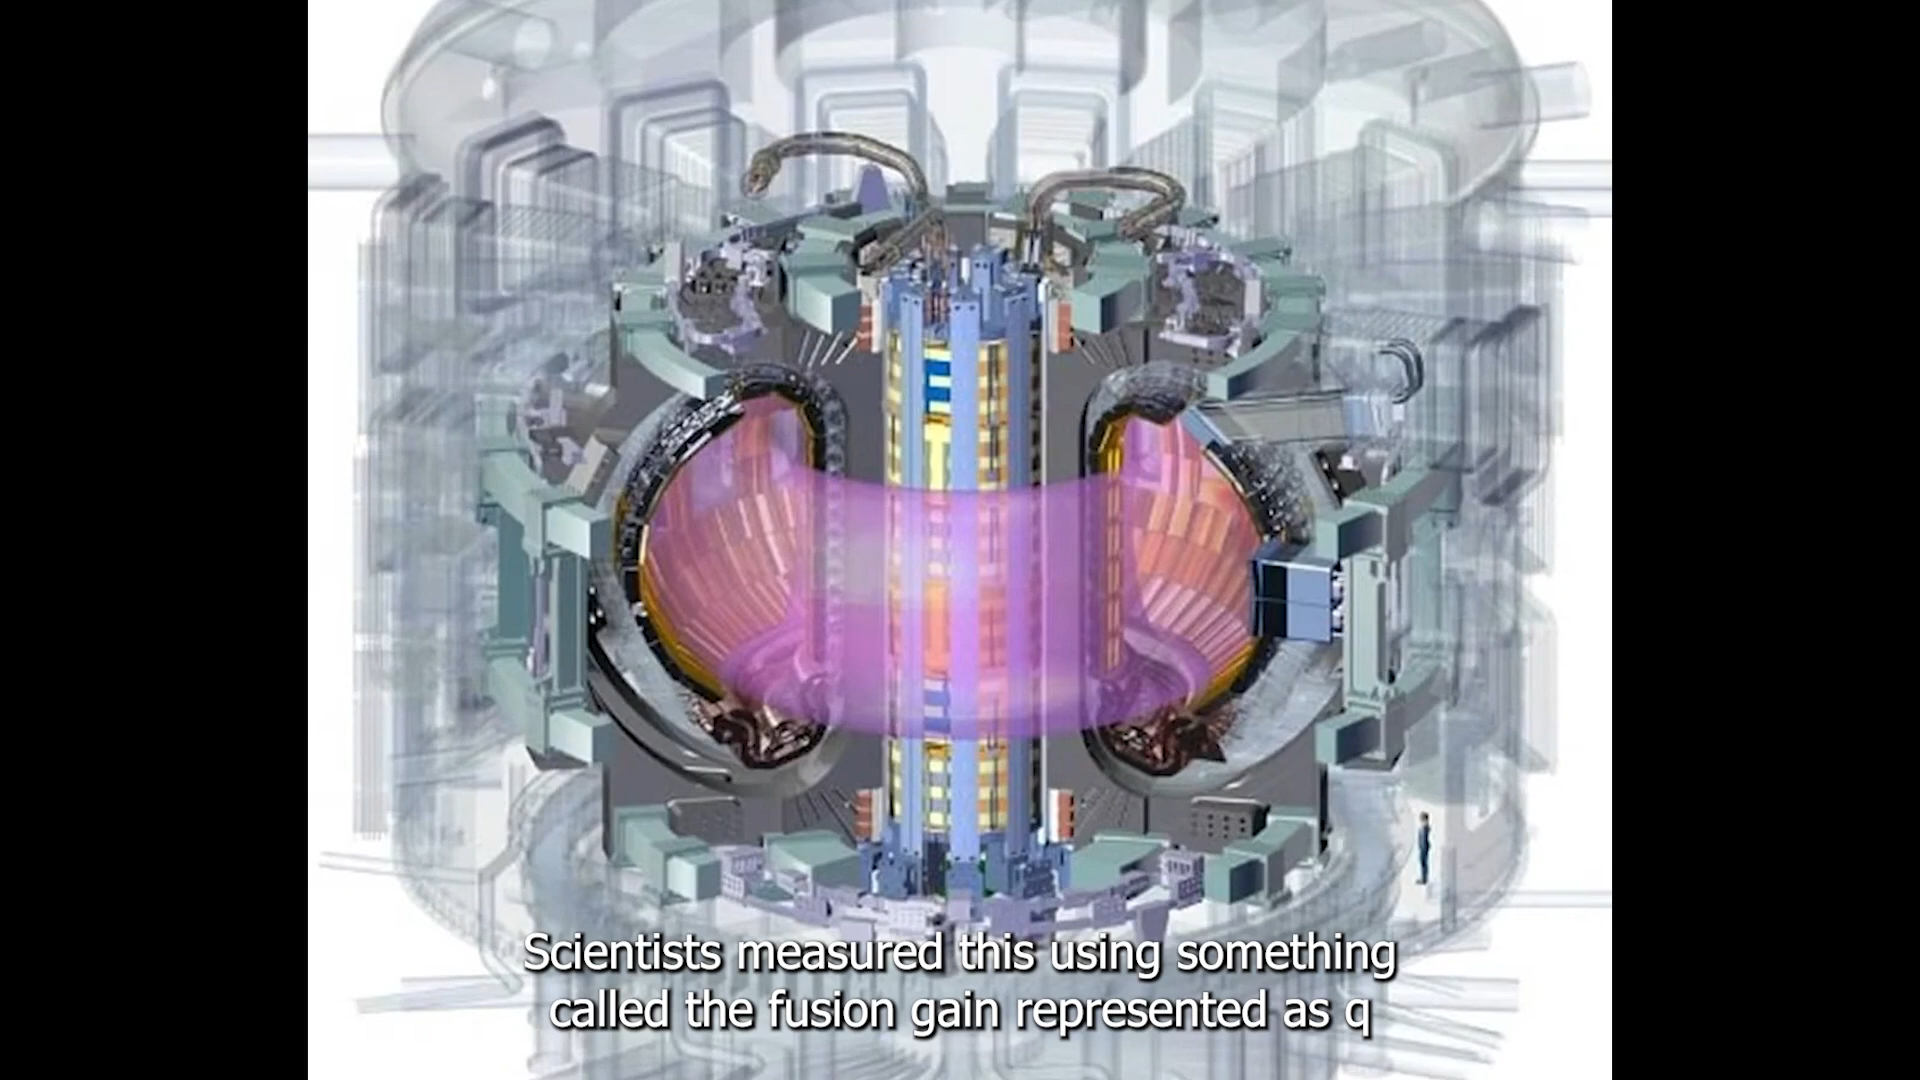 Scientists measured this using something
called the fusion gain represented as q